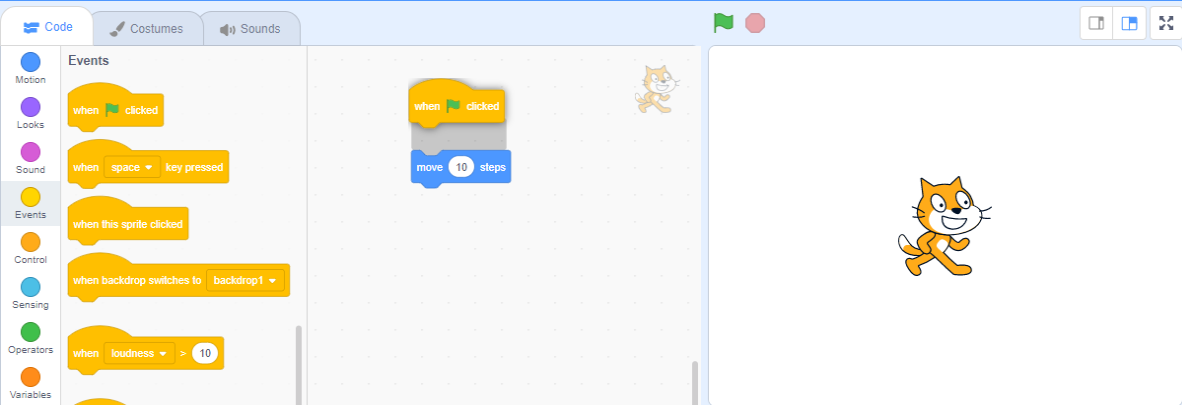 Code
Costumes
Sounds
Motion
Looks
Sound
Events
Control
Sensing
Operators
Variables
Events
when clicked
when space key pressed
when this sprite clicked
when backdrop switches to backdrop1
when loudness > 10
when clicked
move 10 steps